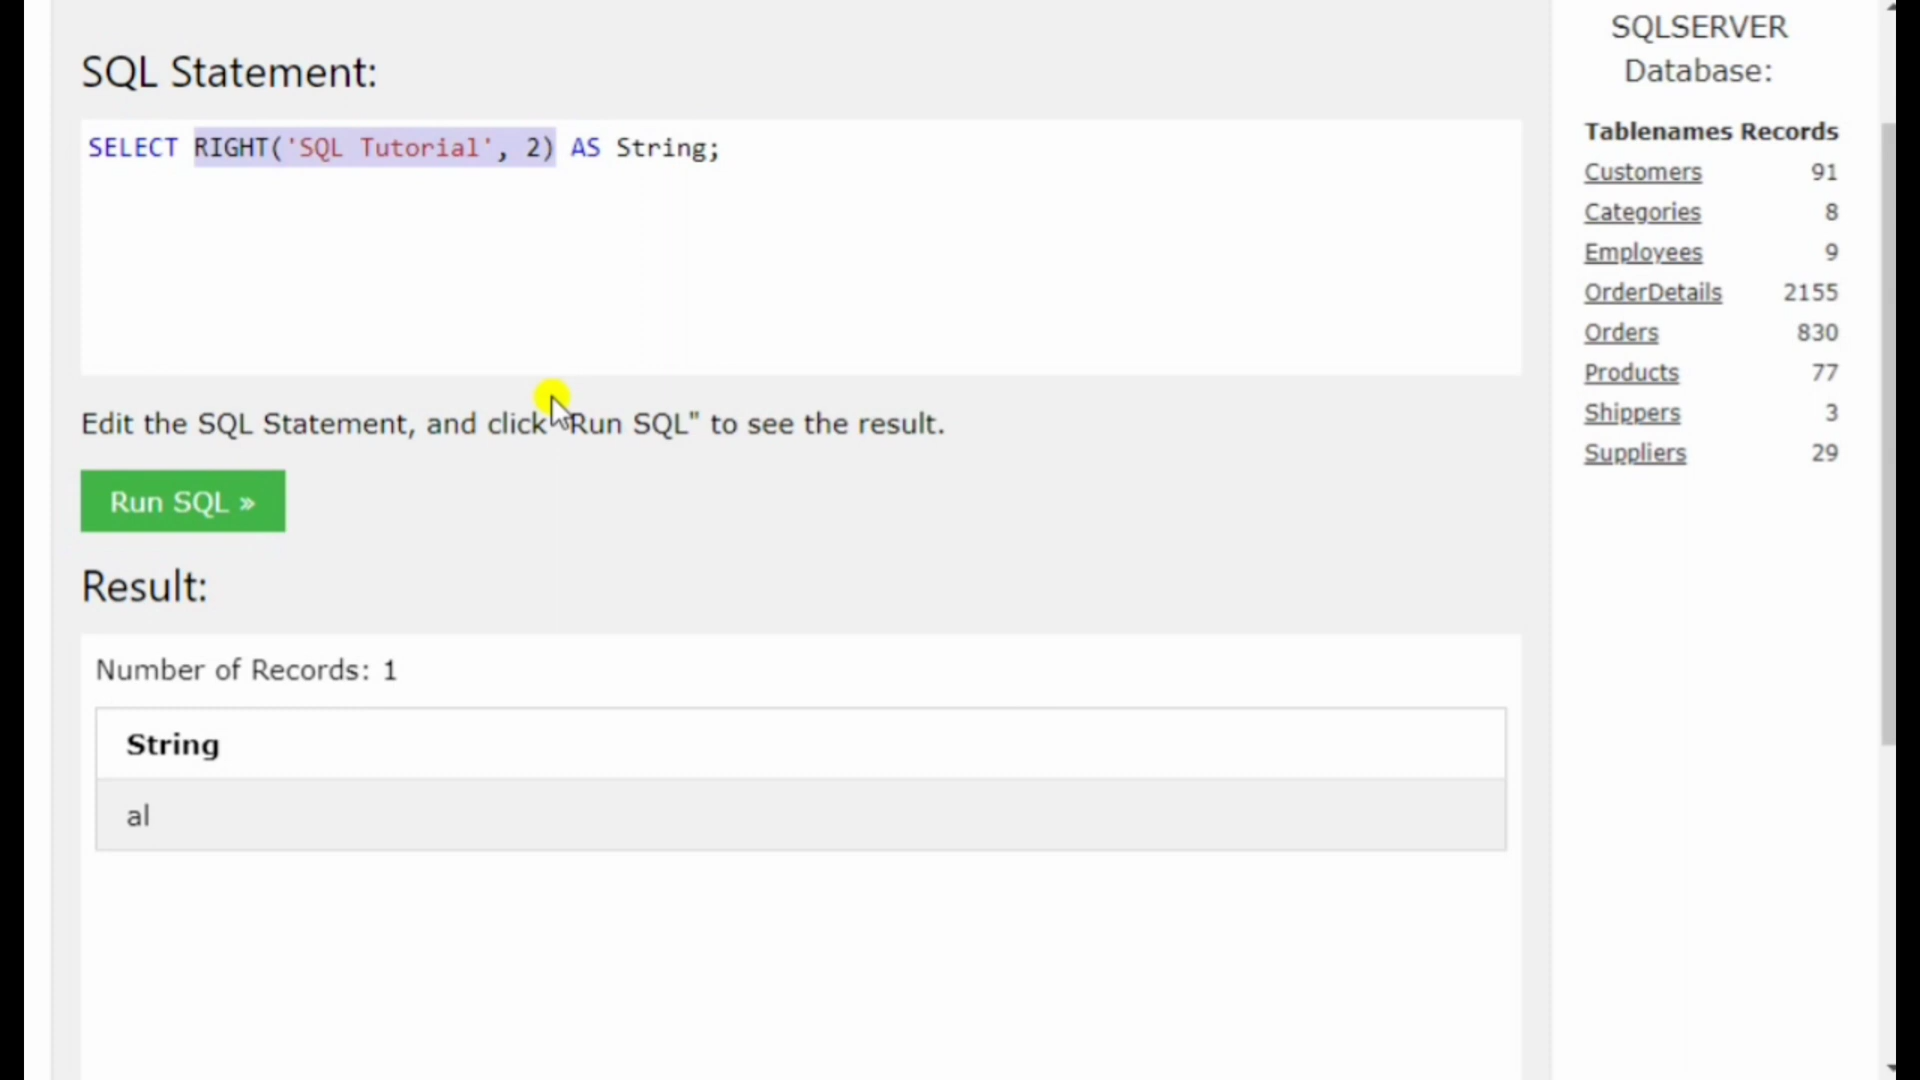 SQL Statement:
SELECT RIGHT('SQL Tutorial', 2) AS String;
Edit the SQL Statement, and click "Run SQL" to see the result.
Run SQL »
Result:
Number of Records: 1
String
al
SQLSERVER
Database:
Tablenames Records
Customers 91
Categories 8
Employees 9
OrderDetails 2155
Orders 830
Products 77
Shippers 3
Suppliers 29